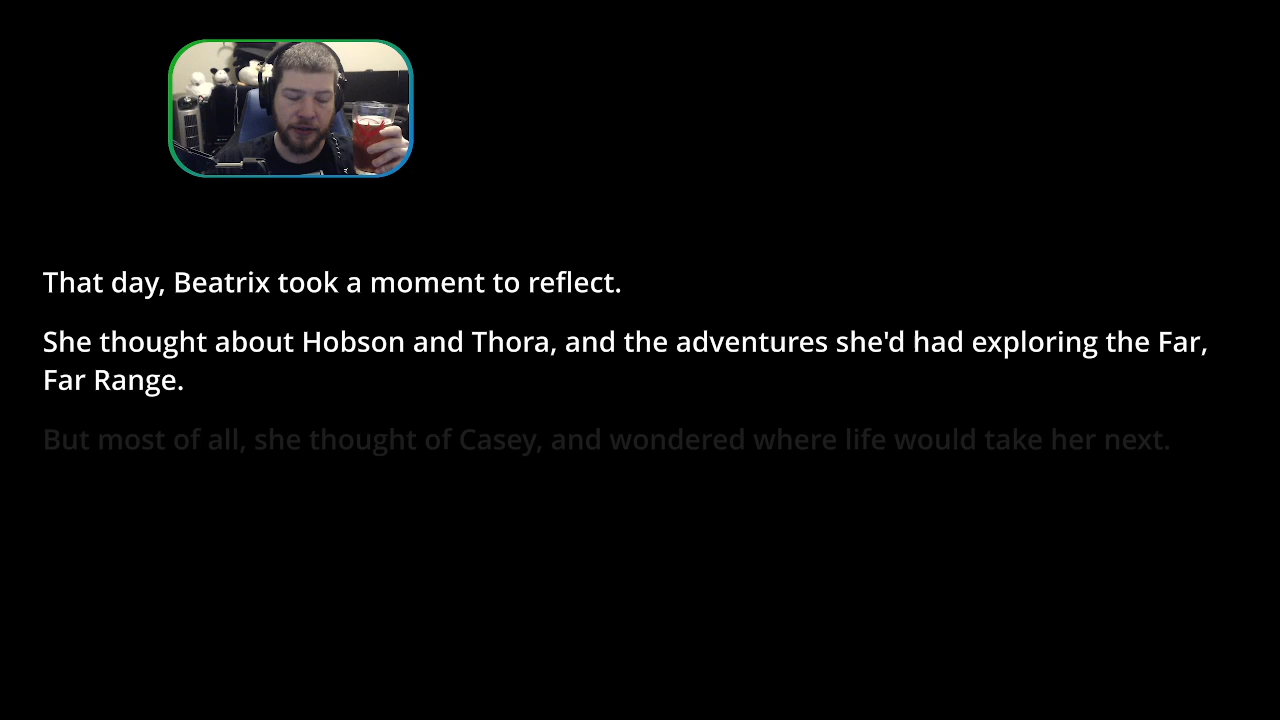 That day, Beatrix took a moment to reflect.
She thought about Hobson and Thora, and the adventures she'd had exploring the Far,
Far Range.
But most of all, she thought of Casey, and wondered where life would take her next.